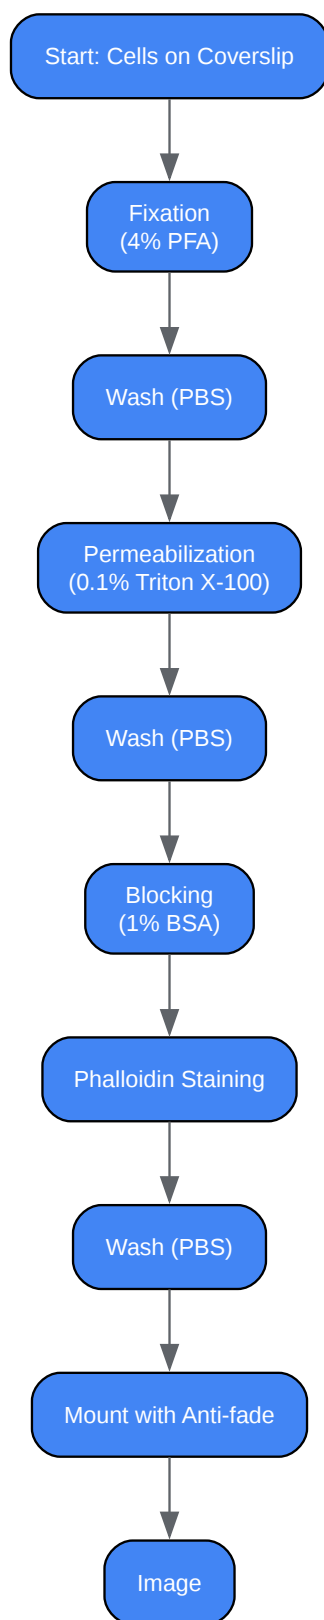 Start: Cells on Coverslip
Fixation
(4% PFA)
Wash (PBS)
Permeabilization
(0.1% Triton X-100)
Wash (PBS)
Blocking
(1% BSA)
Phalloidin Staining
Wash (PBS)
Mount with Anti-fade
Image